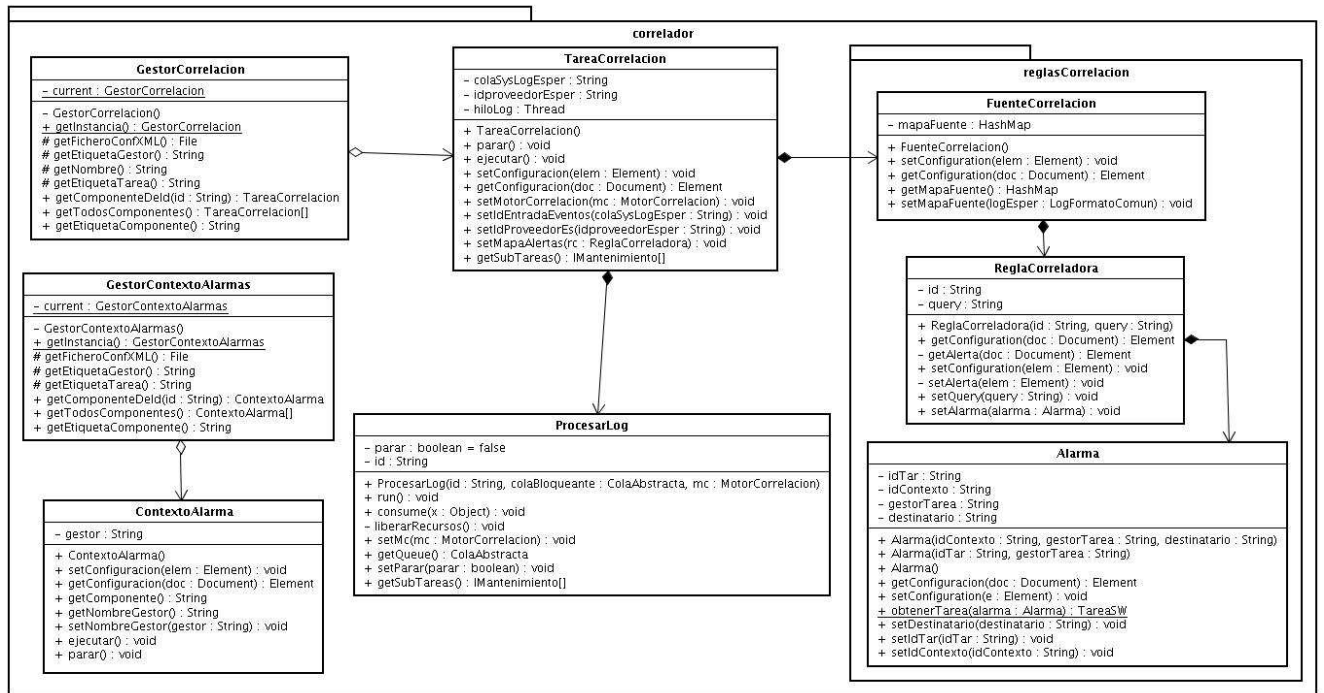 correlador
GestorCorrelacion
- current : GestorCorrelacion
- GestorCorrelacion()
+ getInstancia() : GestorCorrelacion
# getFicheroConfXML() : File
# getEtiquetaGestor() : String
# getNombre() : String
# getEtiquetaTarea() : String
+ getComponenteDeId(id : String) : TareaCorrelacion
+ getTodosComponentes() : TareaCorrelacion[]
+ getEtiquetaComponente() : String
GestorContextoAlarmas
- current : GestorContextoAlarmas
- GestorContextoAlarmas()
+ getInstancia() : GestorContextoAlarmas
# getFicheroConfXML() : File
# getEtiquetaGestor() : String
# getEtiquetaTarea() : String
+ getComponenteDeId(id : String) : ContextoAlarma
+ getTodosComponentes() : ContextoAlarma[]
+ getEtiquetaComponente() : String
ContextoAlarma
- gestor : String
+ ContextoAlarma()
+ setConfiguracion(elem : Element) : void
+ getConfiguracion(doc : Document) : Element
+ getComponente() : String
+ getNombreGestor() : String
+ setNombreGestor(gestor : String) : void
+ ejecutar() : void
+ parar() : void
TareaCorrelacion
- colaSysLogEsper : String
- idproveedorEsper : String
- hiloLog : Thread
+ TareaCorrelacion()
+ parar() : void
+ ejecutar() : void
+ setConfiguracion(elem : Element) : void
+ getConfiguracion(doc : Document) : Element
+ setMotorCorrelacion(mc : MotorCorrelacion) : void
+ setIdEntradaEventos(colaSysLogEsper : String) : void
+ setIdProveedorEs(idproveedorEsper : String) : void
+ setMapaAlertas(rc : ReglaCorreladora) : void
+ getSubTareas() : IMantenimiento[]
ProcesarLog
- parar : boolean = false
- id : String
+ ProcesarLog(id : String, colaBloqueante : ColaAbstracta, mc : MotorCorrelacion)
+ run() : void
+ consume(x : Object) : void
- liberarRecursos() : void
+ setMc(mc : MotorCorrelacion) : void
+ getQueue() : ColaAbstracta
+ setParar(parar : boolean) : void
+ getSubTareas() : IMantenimiento[]
reglasCorrelacion
FuenteCorrelacion
- mapaFuente : HashMap
+ FuenteCorrelacion()
+ setConfiguration(elem : Element) : void
+ getConfiguration(doc : Document) : Element
+ getMapaFuente() : HashMap
+ setMapaFuente(logEsper : LogFormatoComun) : void
ReglaCorreladora
- id : String
- query : String
+ ReglaCorreladora(id : String, query : String)
+ getConfiguration(doc : Document) : Element
- getAlerta(doc : Document) : Element
+ setConfiguration(elem : Element) : void
- setAlerta(elem : Element) : void
+ setQuery(query : String) : void
+ setAlarma(alarma : Alarma) : void
Alarma
- idTar : String
- idContexto : String
- gestorTarea : String
- destinatario : String
+ Alarma(idContexto : String, gestorTarea : String, destinatario : String)
+ Alarma(idTar : String, gestorTarea : String)
+ Alarma()
+ getConfiguracion(doc : Document) : Element
+ setConfiguration(e : Element) : void
+ obtenerTarea(alarma : Alarma) : TareaSW
+ setDestinatario(destinatario : String) : void
+ setIdTar(idTar : String) : void
+ setIdContexto(idContexto : String) : void